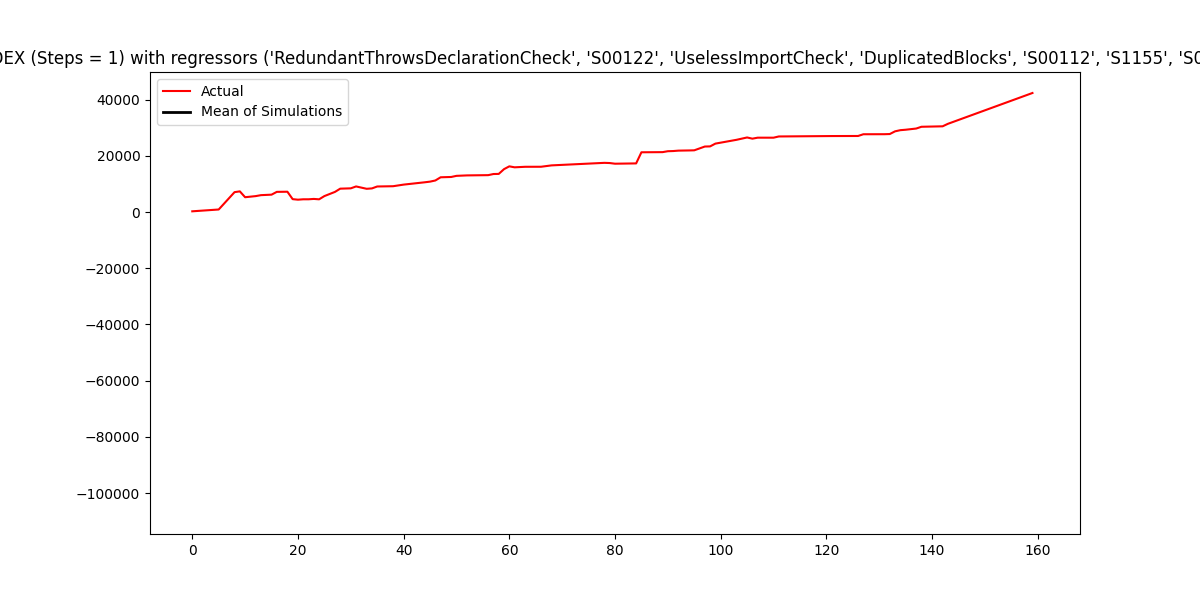 EX (Steps = 1) with regressors ('RedundantThrowsDeclarationCheck', 'S00122', 'UselessImportCheck', 'DuplicatedBlocks', 'S00112', 'S1155', 'S0
Actual
Mean of Simulations
40000
20000
0
−20000
−40000
−60000
−80000
−100000
0 20 40 60 80 100 120 140 160